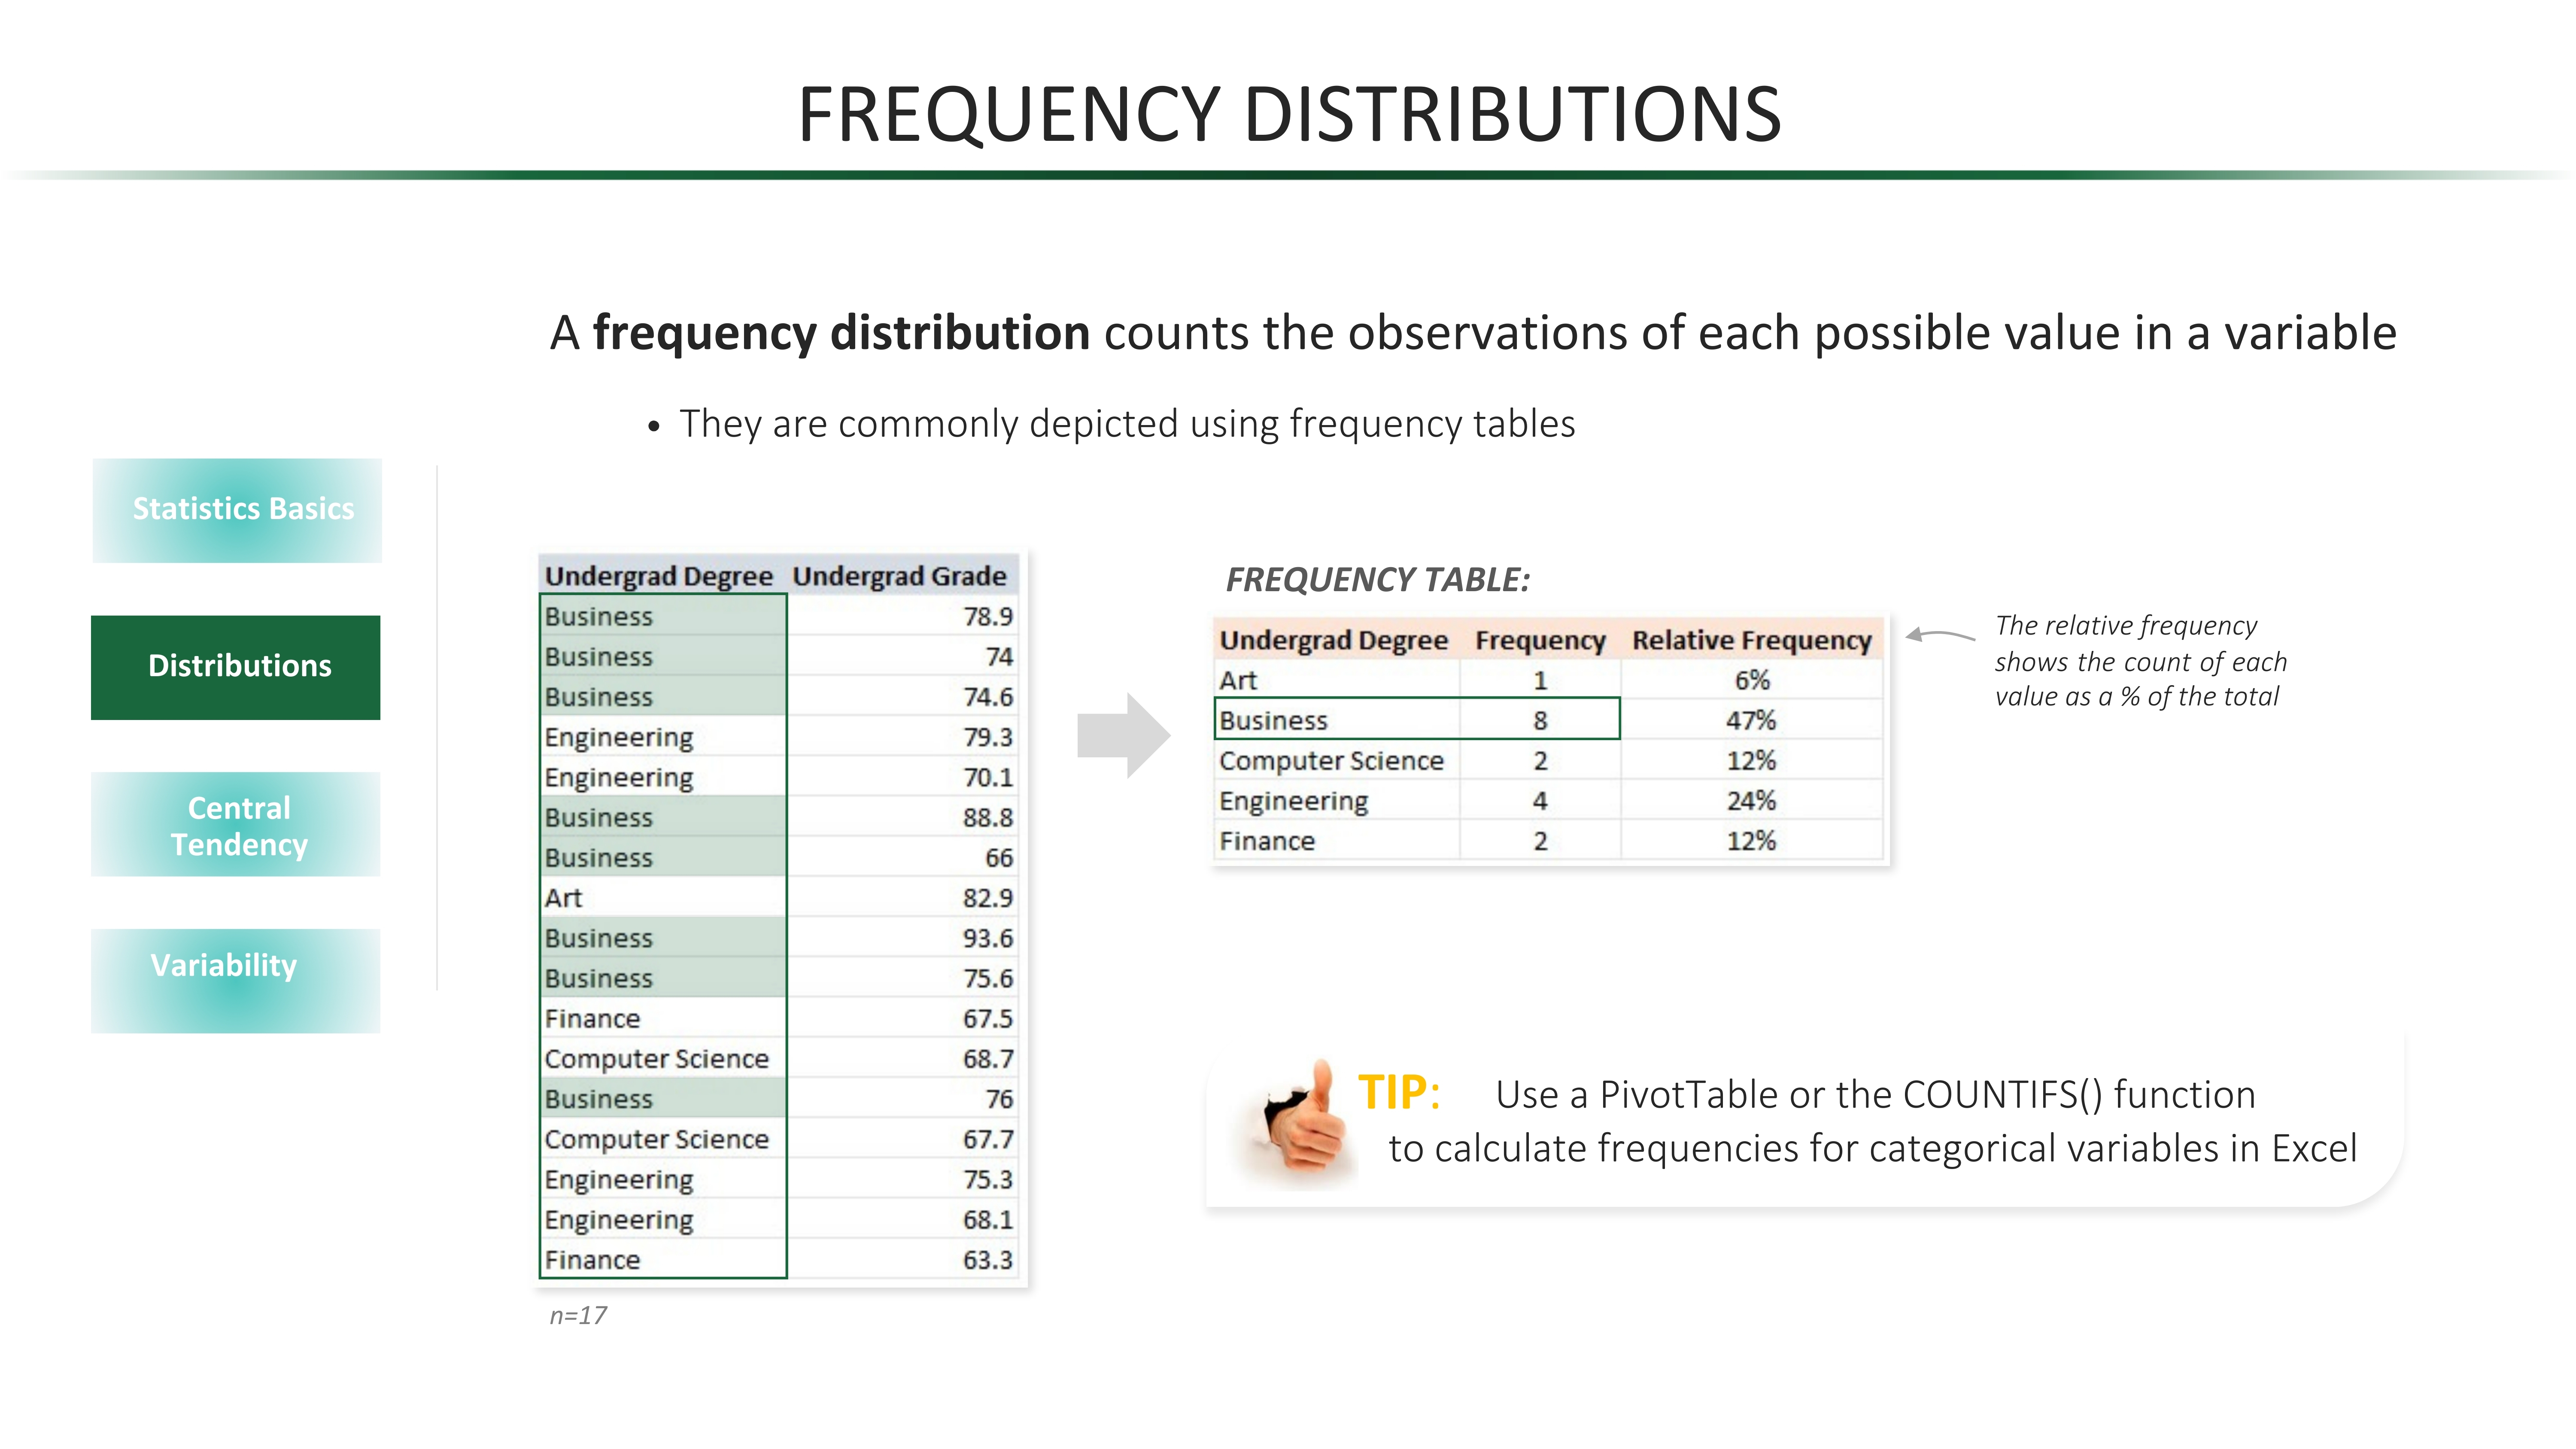 FREQUENCY DISTRIBUTIONS
A frequency distribution counts the observations of each possible value in a variable
• They are commonly depicted using frequency tables
Statistics Basics
Distributions
Central
Tendency
Variability
Undergrad Degree Undergrad Grade
Business 78.9
Business 74
Business 74.6
Engineering 79.3
Engineering 70.1
Business 88.8
Business 66
Art 82.9
Business 93.6
Business 75.6
Finance 67.5
Computer Science 68.7
Business 76
Computer Science 67.7
Engineering 75.3
Engineering 68.1
Finance 63.3
n=17
FREQUENCY TABLE:
Undergrad Degree Frequency Relative Frequency
Art 1 6%
Business 8 47%
Computer Science 2 12%
Engineering 4 24%
Finance 2 12%
The relative frequency
shows the count of each
value as a % of the total
TIP: Use a PivotTable or the COUNTIFS() function
to calculate frequencies for categorical variables in Excel